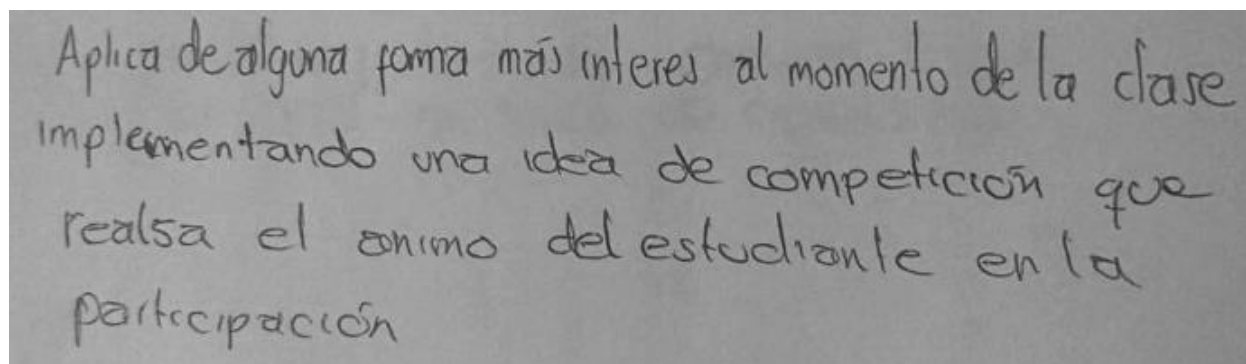 Aplica de alguna forma más interes al momento de la clase
implementando una idea de competición que
realsa el animo del estudiante en la
participación